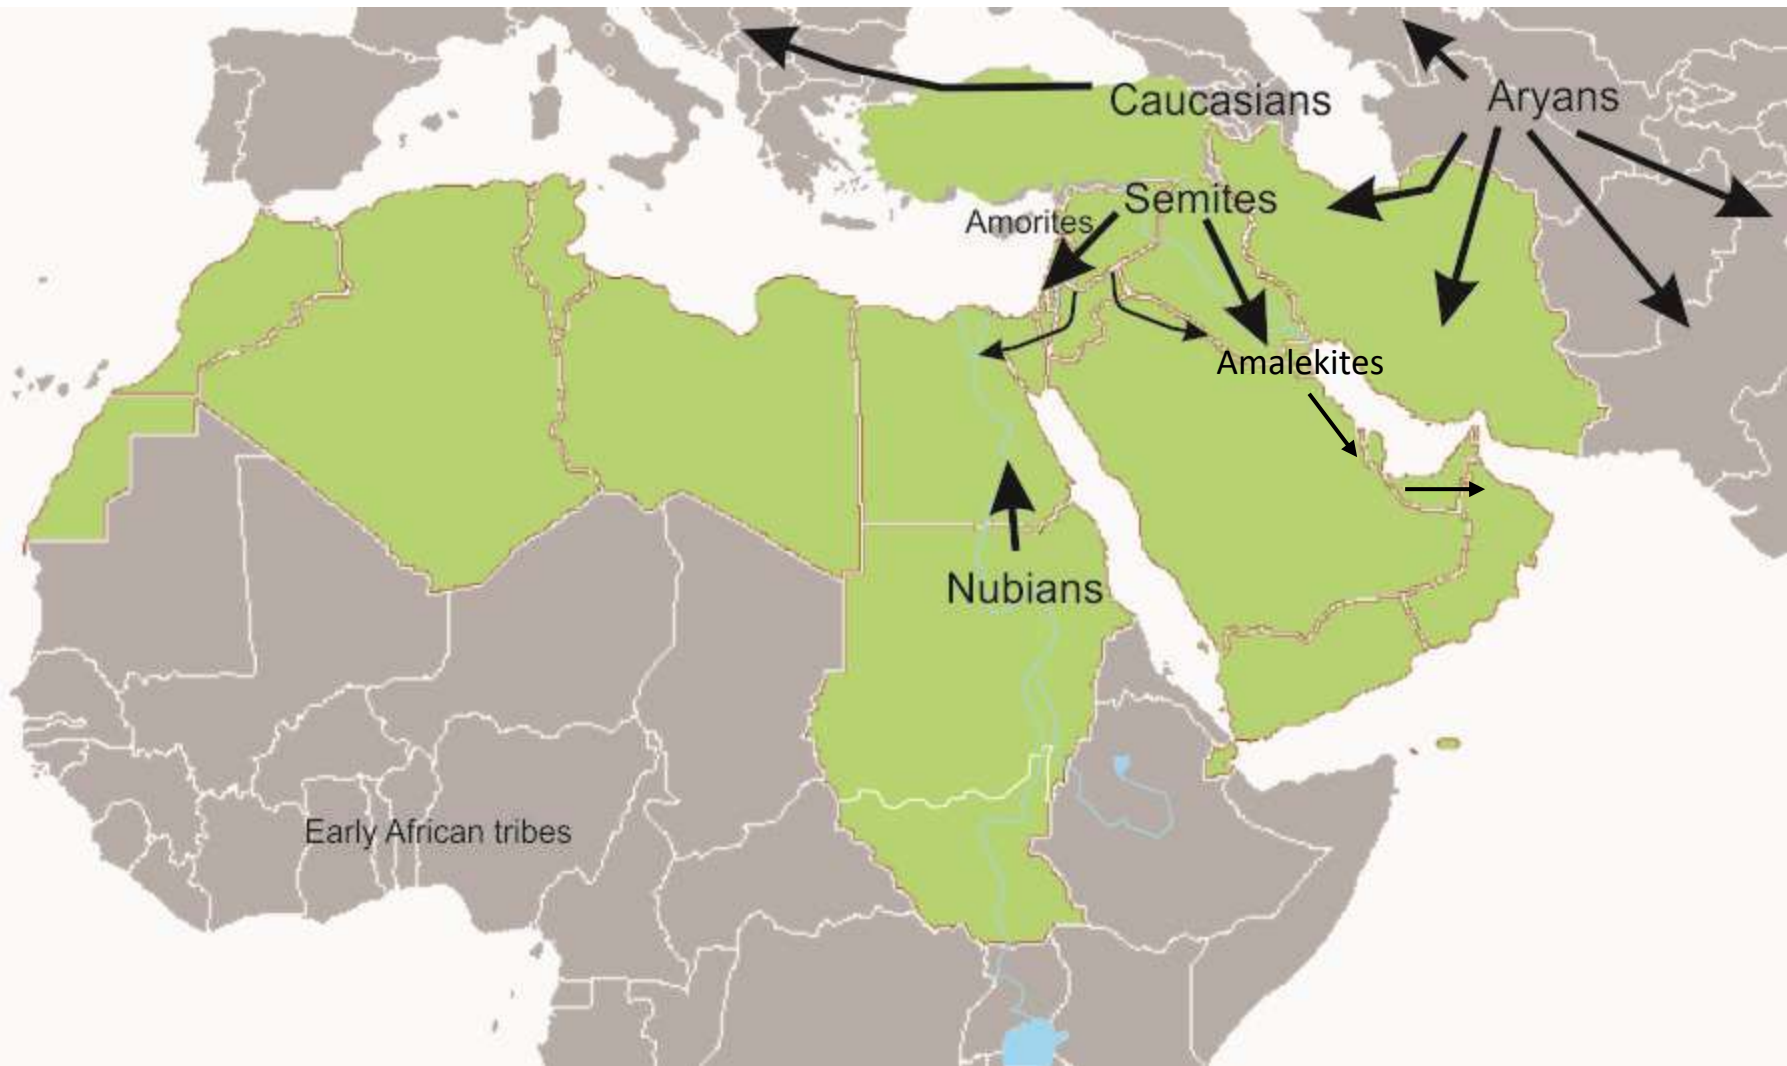 Caucasians
Aryans
Semites
Amorites
Amalekites
Nubians
Early African tribes